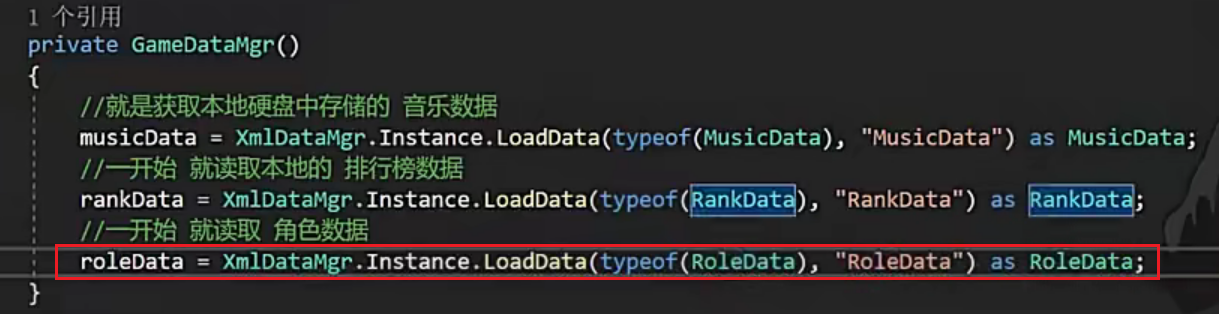 1 个引用
private GameDataMgr()
{
//就是获取本地硬盘中存储的 音乐数据
musicData = XmlDataMgr.Instance.LoadData(typeof(MusicData), "MusicData") as MusicData;
//一开始 就读取本地的 排行榜数据
rankData = XmlDataMgr.Instance.LoadData(typeof(RankData), "RankData") as RankData;
//一开始 就读取 角色数据
roleData = XmlDataMgr.Instance.LoadData(typeof(RoleData), "RoleData") as RoleData;
}